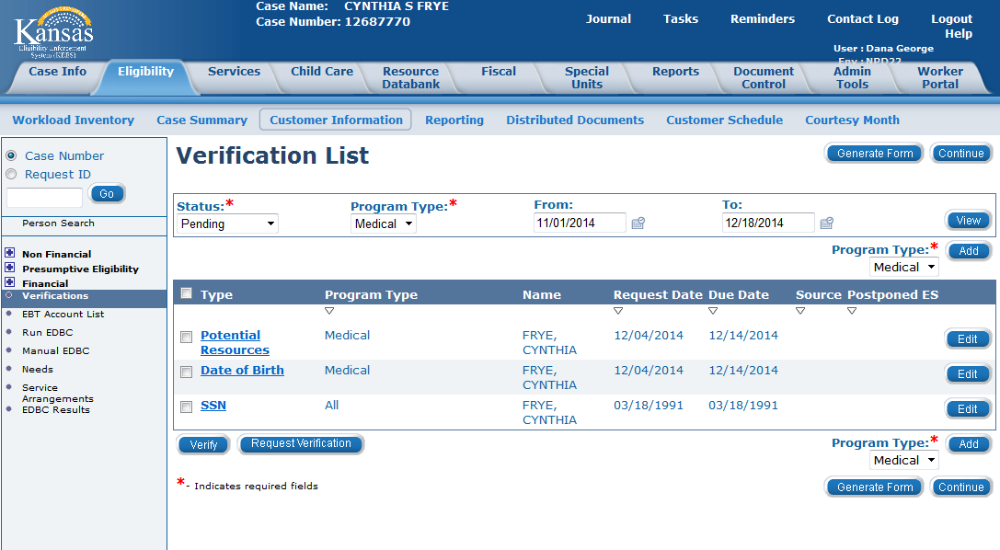 Case Name: CYNTHIA S FRYE
Case Number: 12687770
Kansas
Eligibility Enforcement
System (KEES)
Journal Tasks Reminders Contact Log Logout
Help
User : Dana George
Env : NPD22
Case Info Eligibility Services Child Care Resource Databank Fiscal Special Units Reports Document Control Admin Tools Worker Portal
Workload Inventory Case Summary Customer Information Reporting Distributed Documents Customer Schedule Courtesy Month
Case Number
Request ID
Go
Person Search
Non Financial
Presumptive Eligibility
Financial
Verifications
EBT Account List
Run EDBC
Manual EDBC
Needs
Service
Arrangements
EDBC Results
Verification List
Generate Form Continue
Status:* Program Type:* From: To:
Pending Medical 11/01/2014 12/18/2014 View
Program Type:* Add
Medical
Type Program Type Name Request Date Due Date Source Postponed ES
Potential Medical FRYE, 12/04/2014 12/14/2014 Edit
Resources CYNTHIA
Date of Birth Medical FRYE, 12/04/2014 12/14/2014 Edit
CYNTHIA
SSN All FRYE, 03/18/1991 03/18/1991 Edit
CYNTHIA
Verify Request Verification Program Type:* Add
Medical
*- Indicates required fields
Generate Form Continue